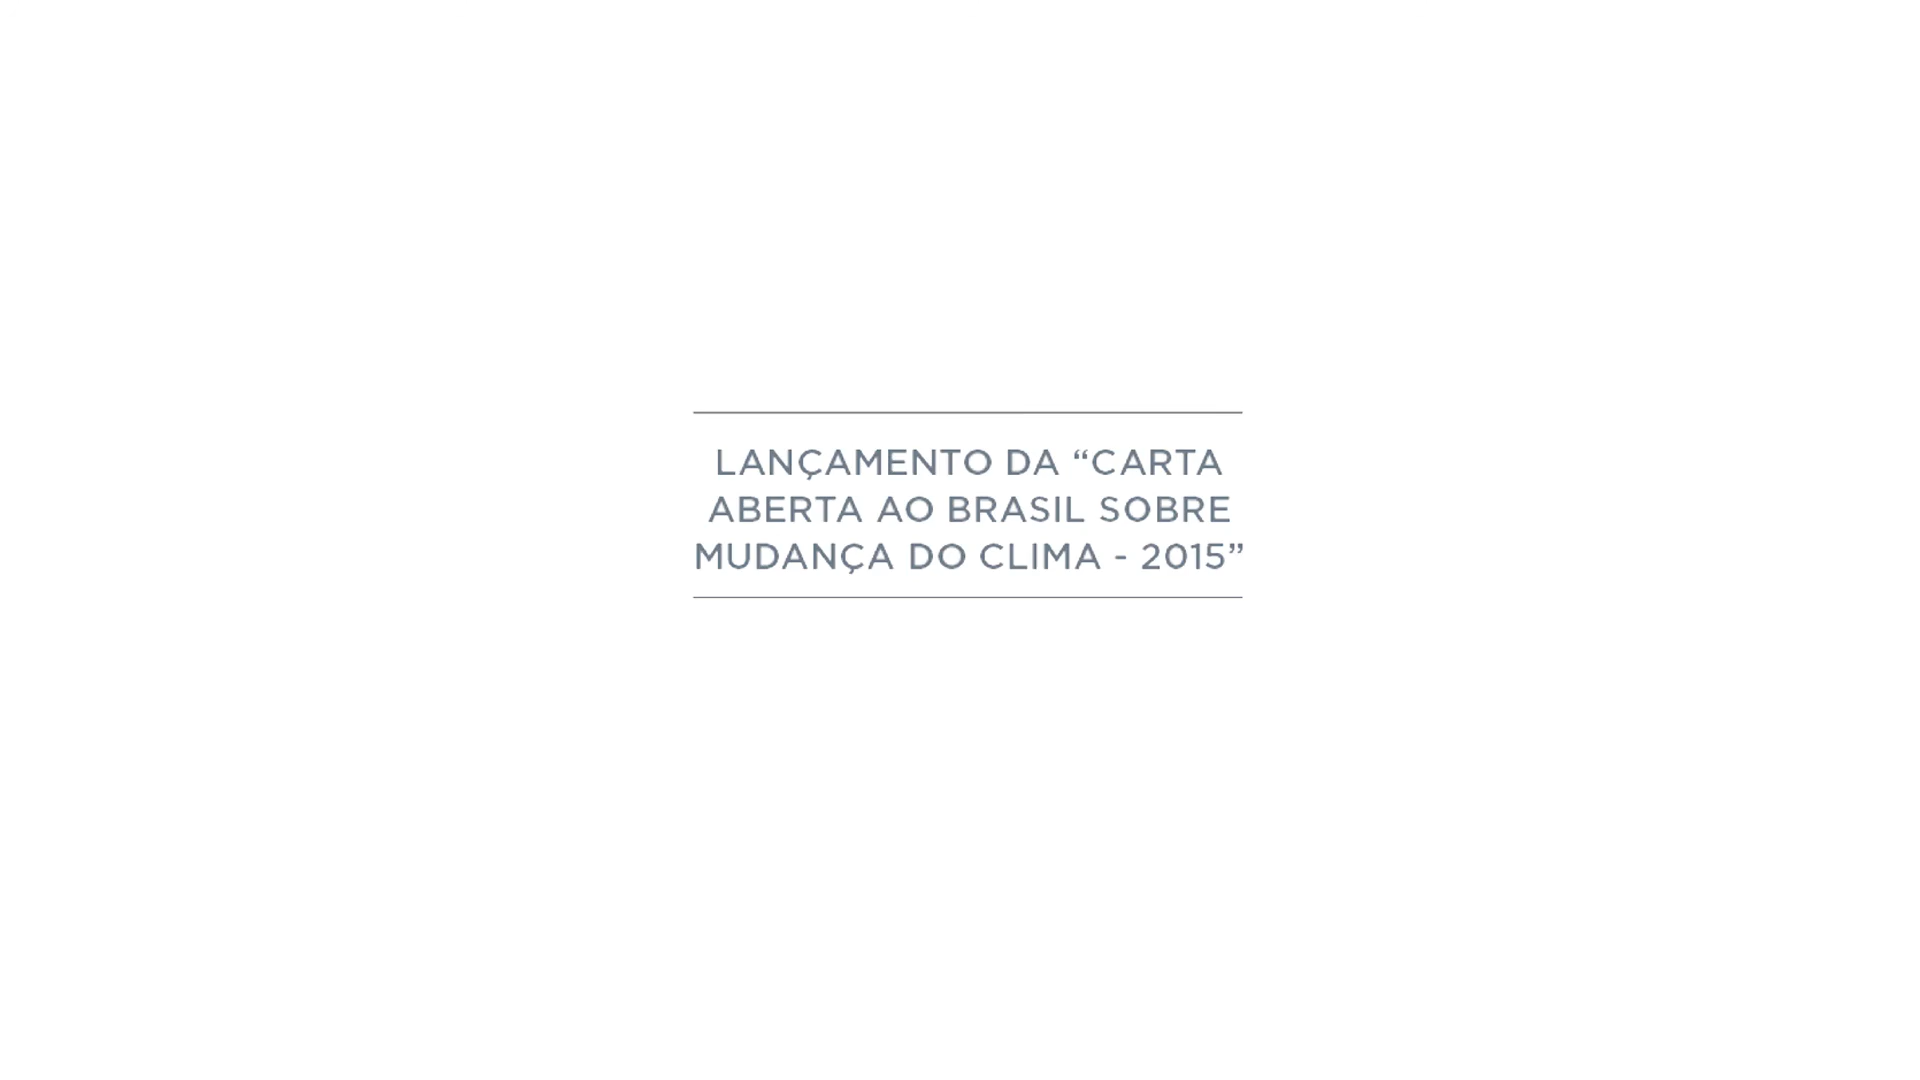 LANÇAMENTO DA “CARTA
ABERTA AO BRASIL SOBRE
MUDANÇA DO CLIMA - 2015”